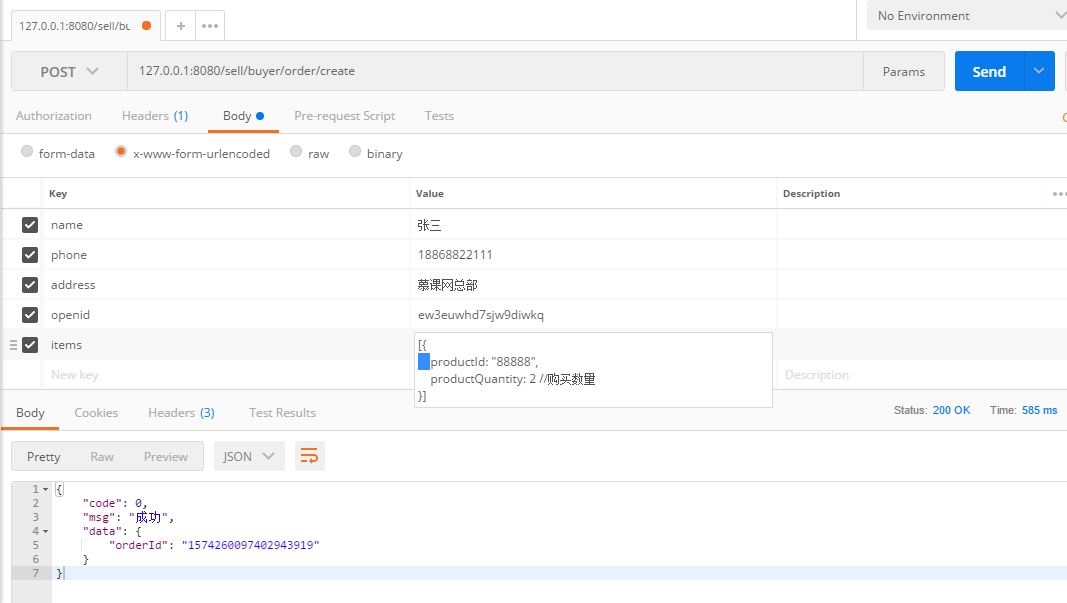 127.0.0.1:8080/sell/bu
No Environment
POST
127.0.0.1:8080/sell/buyer/order/create
Params
Send
Authorization
Headers (1)
Body
Pre-request Script
Tests
form-data
x-www-form-urlencoded
raw
binary
Key
Value
Description
name
张三
phone
18868822111
address
慕课网总部
openid
ew3euwhd7sjw9diwkq
items
[{
productId: "88888",
productQuantity: 2 //购买数量
}]
New key
Description
Body
Cookies
Headers (3)
Test Results
Status: 200 OK
Time: 585 ms
Pretty
Raw
Preview
JSON
1 {
2 "code": 0,
3 "msg": "成功",
4 "data": {
5 "orderId": "1574260097402943919"
6 }
7 }